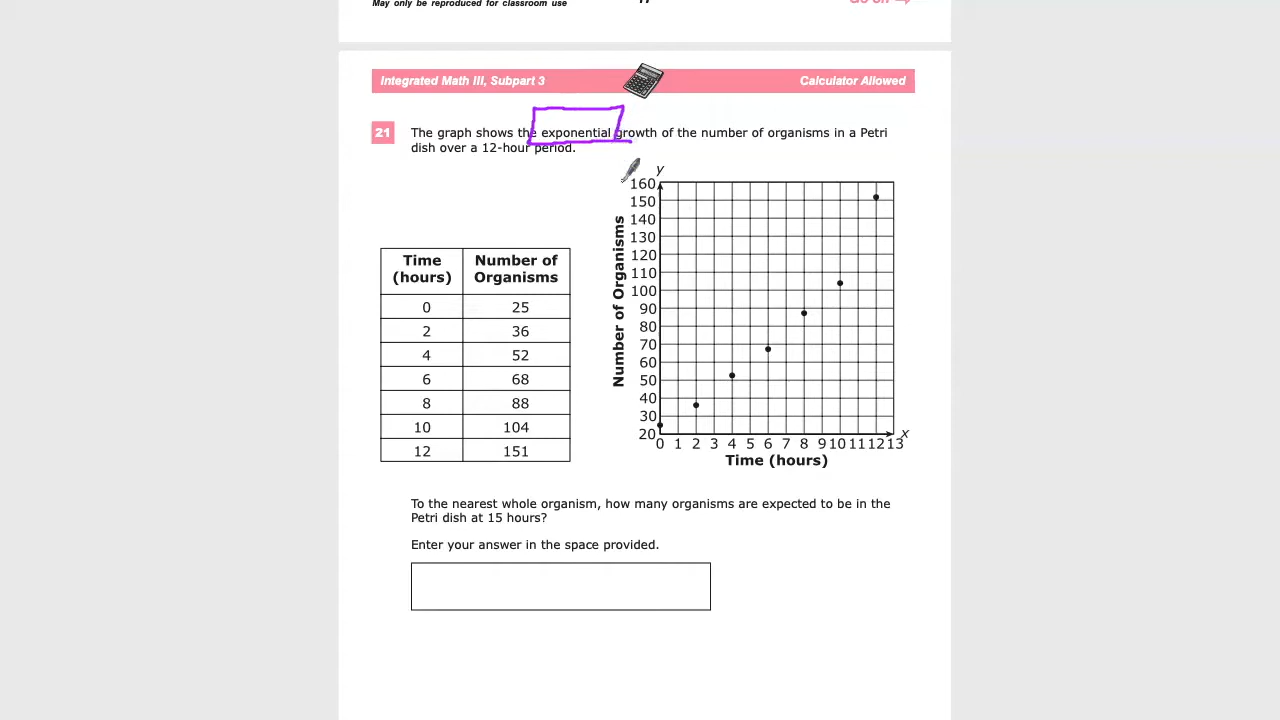 May only be reproduced for classroom use
Integrated Math III, Subpart 3 Calculator Allowed
21 The graph shows the exponential growth of the number of organisms in a Petri
dish over a 12-hour period.
Time (hours) Number of Organisms
0 25
2 36
4 52
6 68
8 88
10 104
12 151
y
160
150
140
130
120
110
100
90
80
70
60
50
40
30
20
Number of Organisms
0 1 2 3 4 5 6 7 8 9 10 11 12 13 x
Time (hours)
To the nearest whole organism, how many organisms are expected to be in the
Petri dish at 15 hours?
Enter your answer in the space provided.